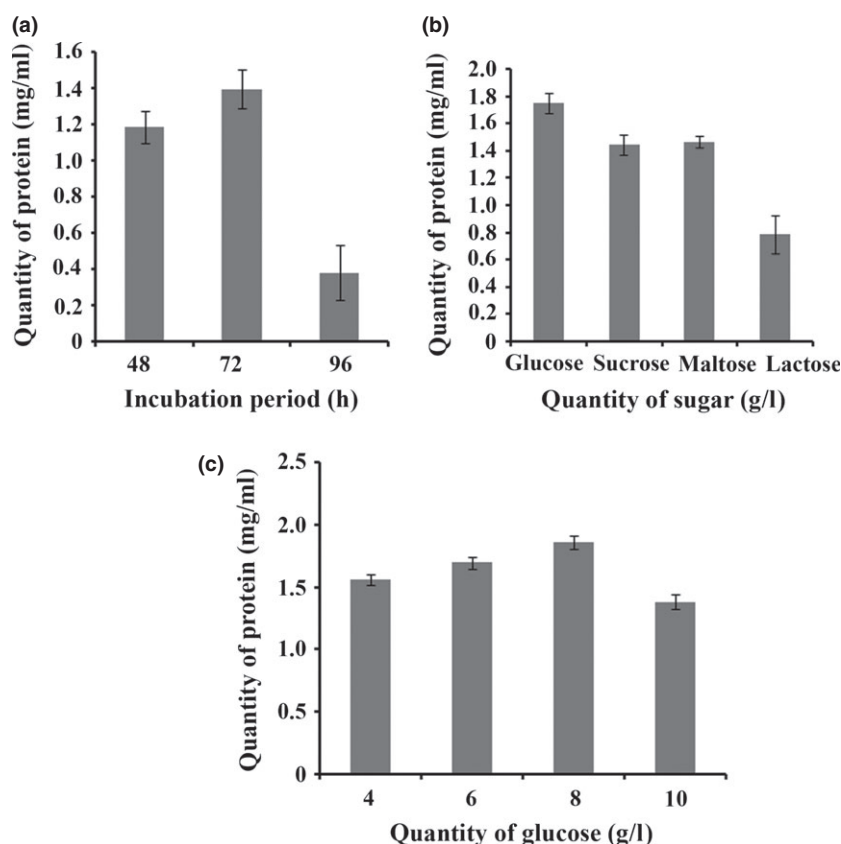 (a)
Quantity of protein (mg/ml)
1.6
1.4
1.2
1.0
0.8
0.6
0.4
0.2
0
48 72 96
Incubation period (h)
(b)
Quantity of protein (mg/ml)
2.0
1.8
1.6
1.4
1.2
1.0
0.8
0.6
0.4
0.2
0
Glucose Sucrose Maltose Lactose
Quantity of sugar (g/l)
(c)
Quantity of protein (mg/ml)
2.5
2.0
1.5
1.0
0.5
0
4 6 8 10
Quantity of glucose (g/l)